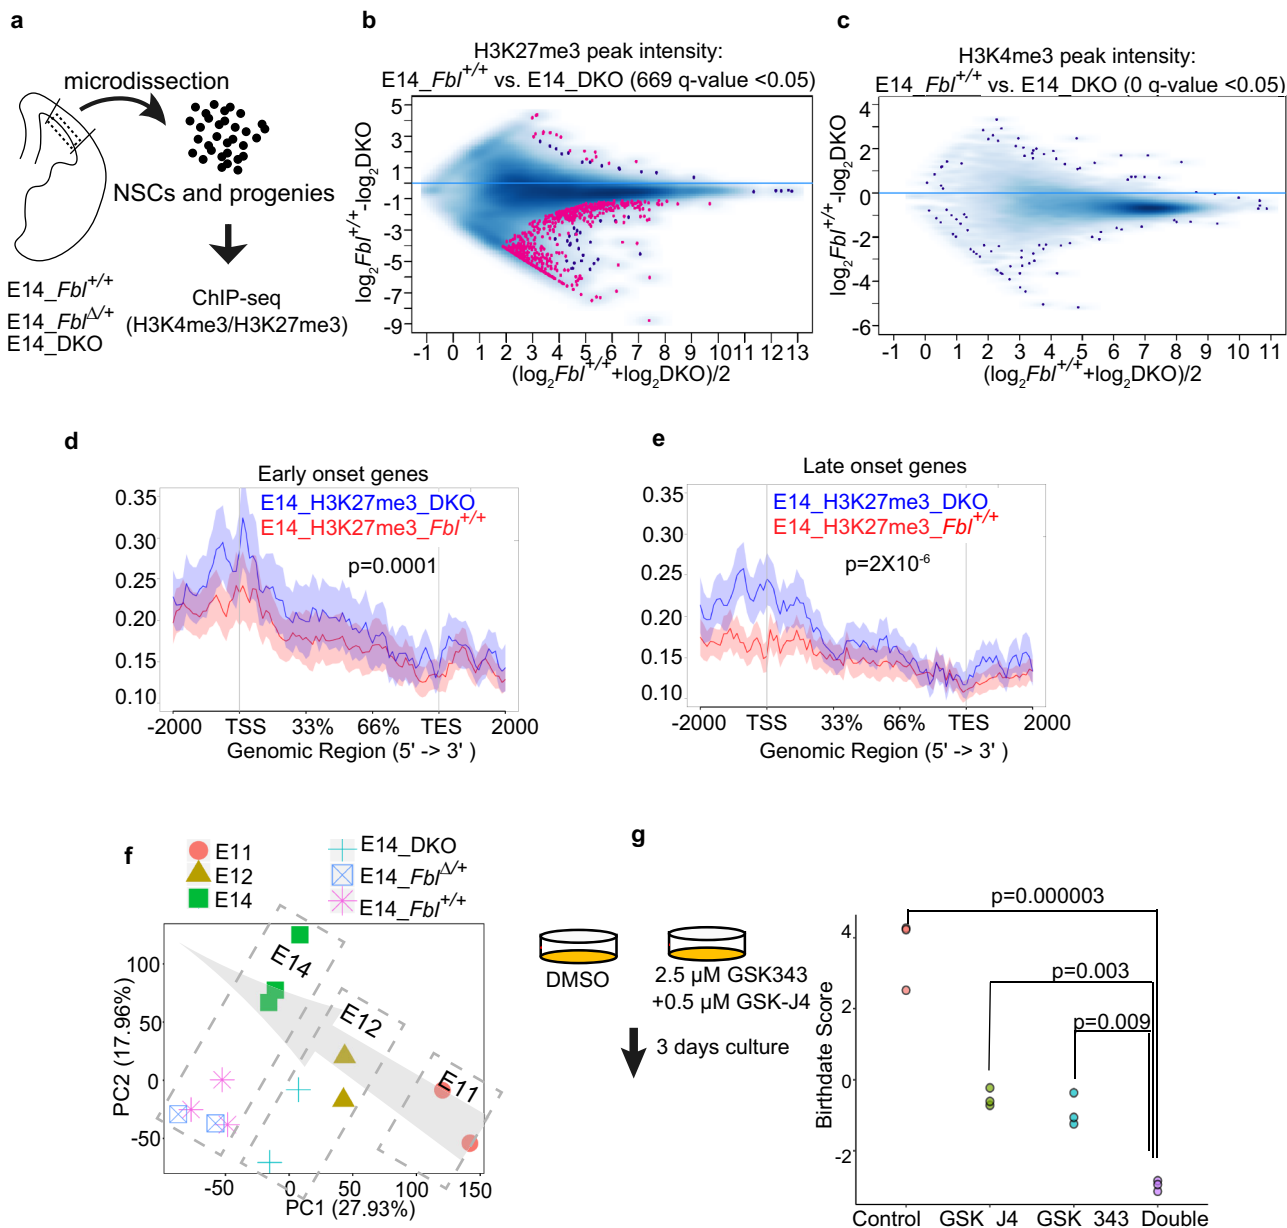 a
microdissection
NSCs and progenies
ChIP-seq
(H3K4me3/H3K27me3)
E14_Fbl+/+
E14_FblΔ/+
E14_DKO
b
H3K27me3 peak intensity:
E14_Fbl+/+ vs. E14_DKO (669 q-value <0.05)
log2Fbl+/+-log2DKO
5
3
1
-1
-3
-5
-7
-9
-1 0 1 2 3 4 5 6 7 8 9 10 11 12 13
(log2Fbl+/++log2DKO)/2
c
H3K4me3 peak intensity:
E14_Fbl+/+ vs. E14_DKO (0 q-value <0.05)
log2Fbl+/+-log2DKO
4
2
0
0
-2
-4
-6
-1 0 1 2 3 4 5 6 7 8 9 10 11
(log2Fbl+/++log2DKO)/2
d
Early onset genes
E14_H3K27me3_DKO
E14_H3K27me3_Fbl+/+
p=0.0001
0.35
0.30
0.25
0.20
0.15
0.10
-2000 TSS 33% 66% TES 2000
Genomic Region (5' -> 3' )
e
Late onset genes
E14_H3K27me3_DKO
E14_H3K27me3_Fbl+/+
p=2X10-6
0.35
0.30
0.25
0.20
0.15
0.10
-2000 TSS 33% 66% TES 2000
Genomic Region (5' -> 3' )
f
E11
E12
E14
E14_DKO
E14_FblΔ/+
E14_Fbl+/+
E14
E12
E11
PC2 (17.96%)
100
50
0
-50
-50 0 50 100 150
PC1 (27.93%)
g
DMSO
2.5 µM GSK343
+0.5 µM GSK-J4
3 days culture
p=0.000003
p=0.003
p=0.009
Birthdate Score
4
2
0
-2
Control GSK_J4 GSK_343 Double